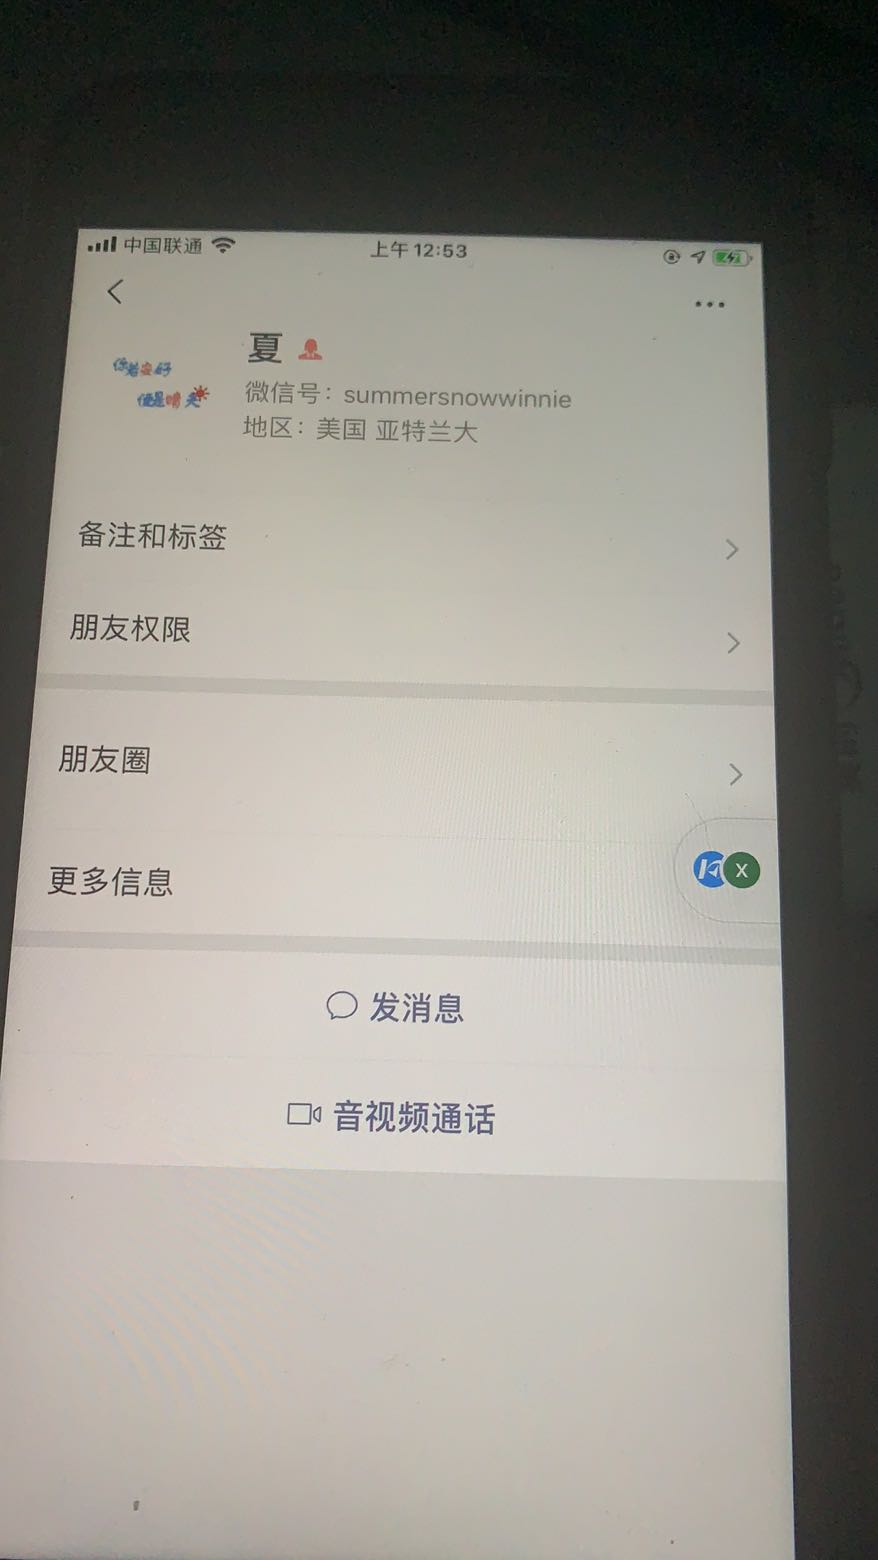 中国联通
上午12:53
夏
你若安好
便是晴天
微信号：summersnowwinnie
地区：美国 亚特兰大
备注和标签
朋友权限
朋友圈
更多信息
X
发消息
音视频通话